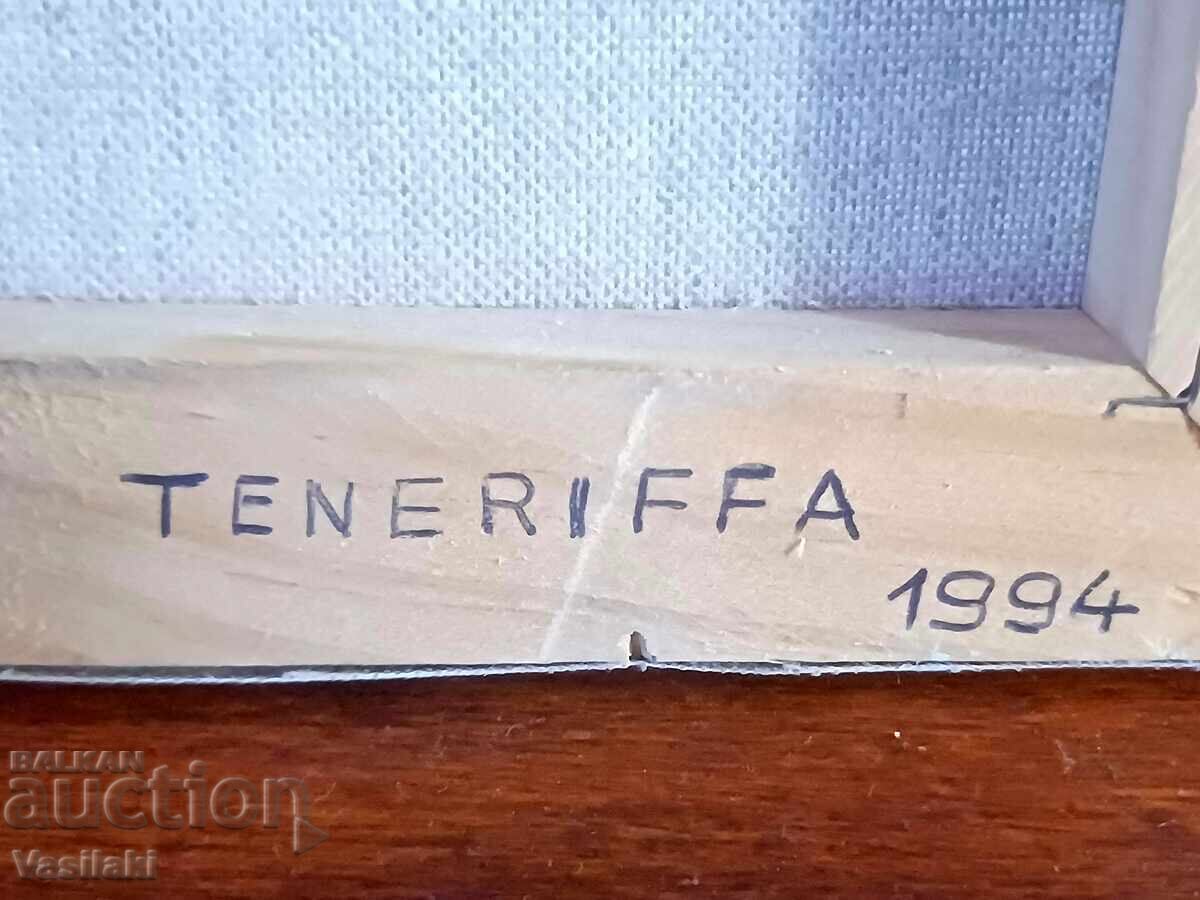 TENERIFFA
1994
BALKAN
auction
Vasilaki